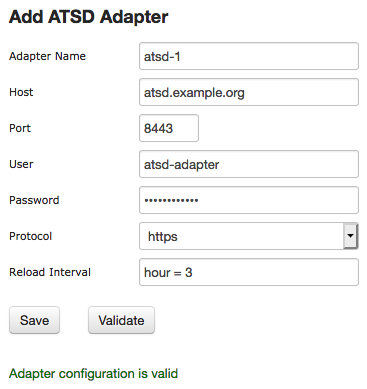 Add ATSD Adapter
Adapter Name atsd-1
Host atsd.example.org
Port 8443
User atsd-adapter
Password ••••••••••••
Protocol https
Reload Interval hour = 3
Save Validate
Adapter configuration is valid